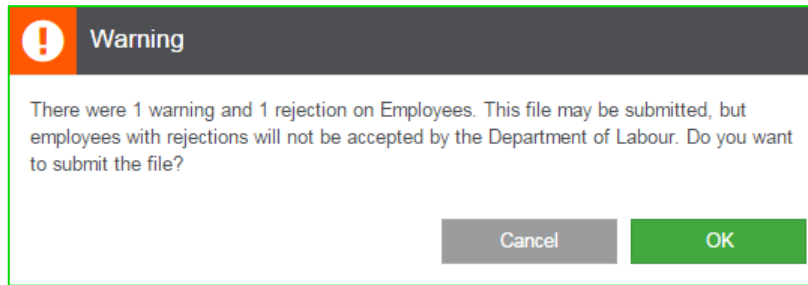 Warning
There were 1 warning and 1 rejection on Employees. This file may be submitted, but
employees with rejections will not be accepted by the Department of Labour. Do you want
to submit the file?
Cancel
OK